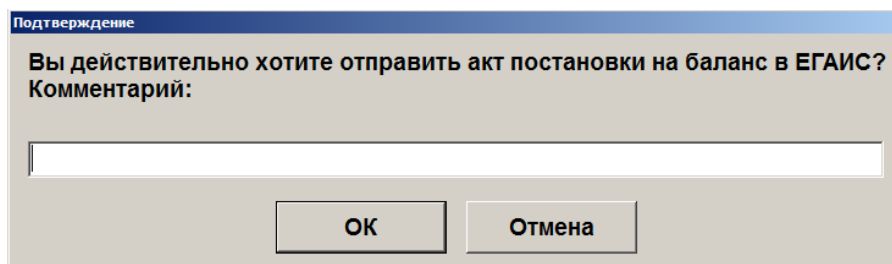 Подтверждение
Вы действительно хотите отправить акт постановки на баланс в ЕГАИС?
Комментарий:
ОК
Отмена